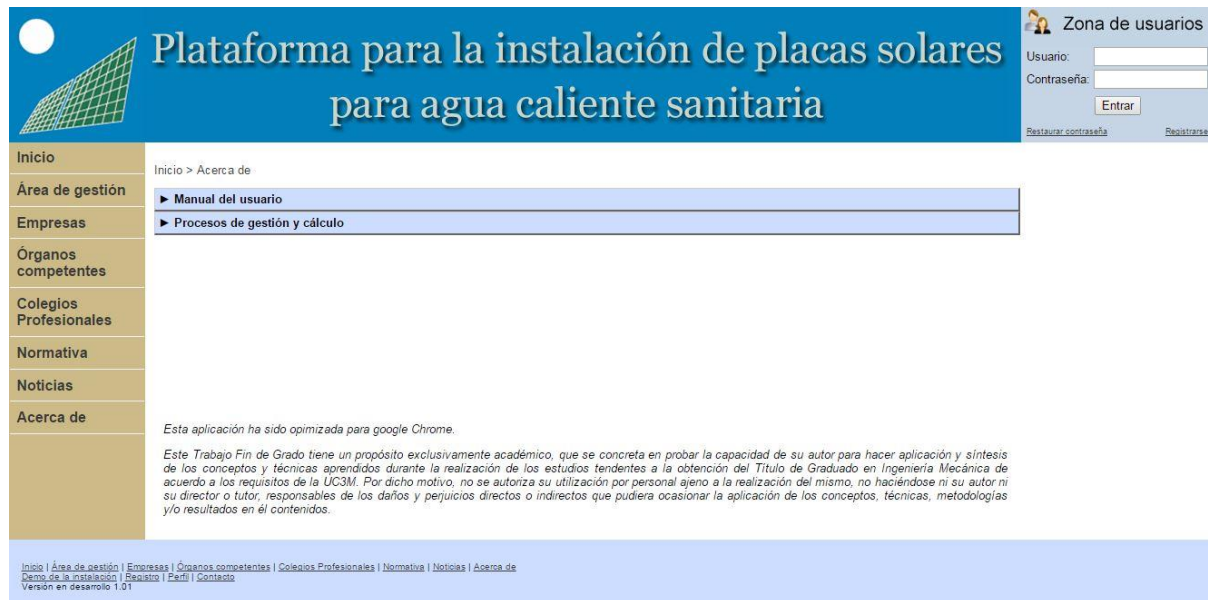 Plataforma para la instalación de placas solares
para agua caliente sanitaria
Zona de usuarios
Usuario:
Contraseña:
Entrar
Restaurar contraseña
Registrarse
Inicio
Área de gestión
Empresas
Órganos
competentes
Colegios
Profesionales
Normativa
Noticias
Acerca de
Inicio > Acerca de
► Manual del usuario
► Procesos de gestión y cálculo
Esta aplicación ha sido opimizada para google Chrome.
Este Trabajo Fin de Grado tiene un propósito exclusivamente académico, que se concreta en probar la capacidad de su autor para hacer aplicación y síntesis
de los conceptos y técnicas aprendidos durante la realización de los estudios tendentes a la obtención del Título de Graduado en Ingeniería Mecánica de
acuerdo a los requisitos de la UC3M. Por dicho motivo, no se autoriza su utilización por personal ajeno a la realización del mismo, no haciéndose ni su autor ni
su director o tutor, responsables de los daños y perjuicios directos o indirectos que pudiera ocasionar la aplicación de los conceptos, técnicas, metodologías
y/o resultados en él contenidos.
Inicio | Área de gestión | Empresas | Órganos competentes | Colegios Profesionales | Normativa | Noticias | Acerca de
Demo de la instalación | Registro | Perfil | Contacto
Versión en desarrollo 1.01